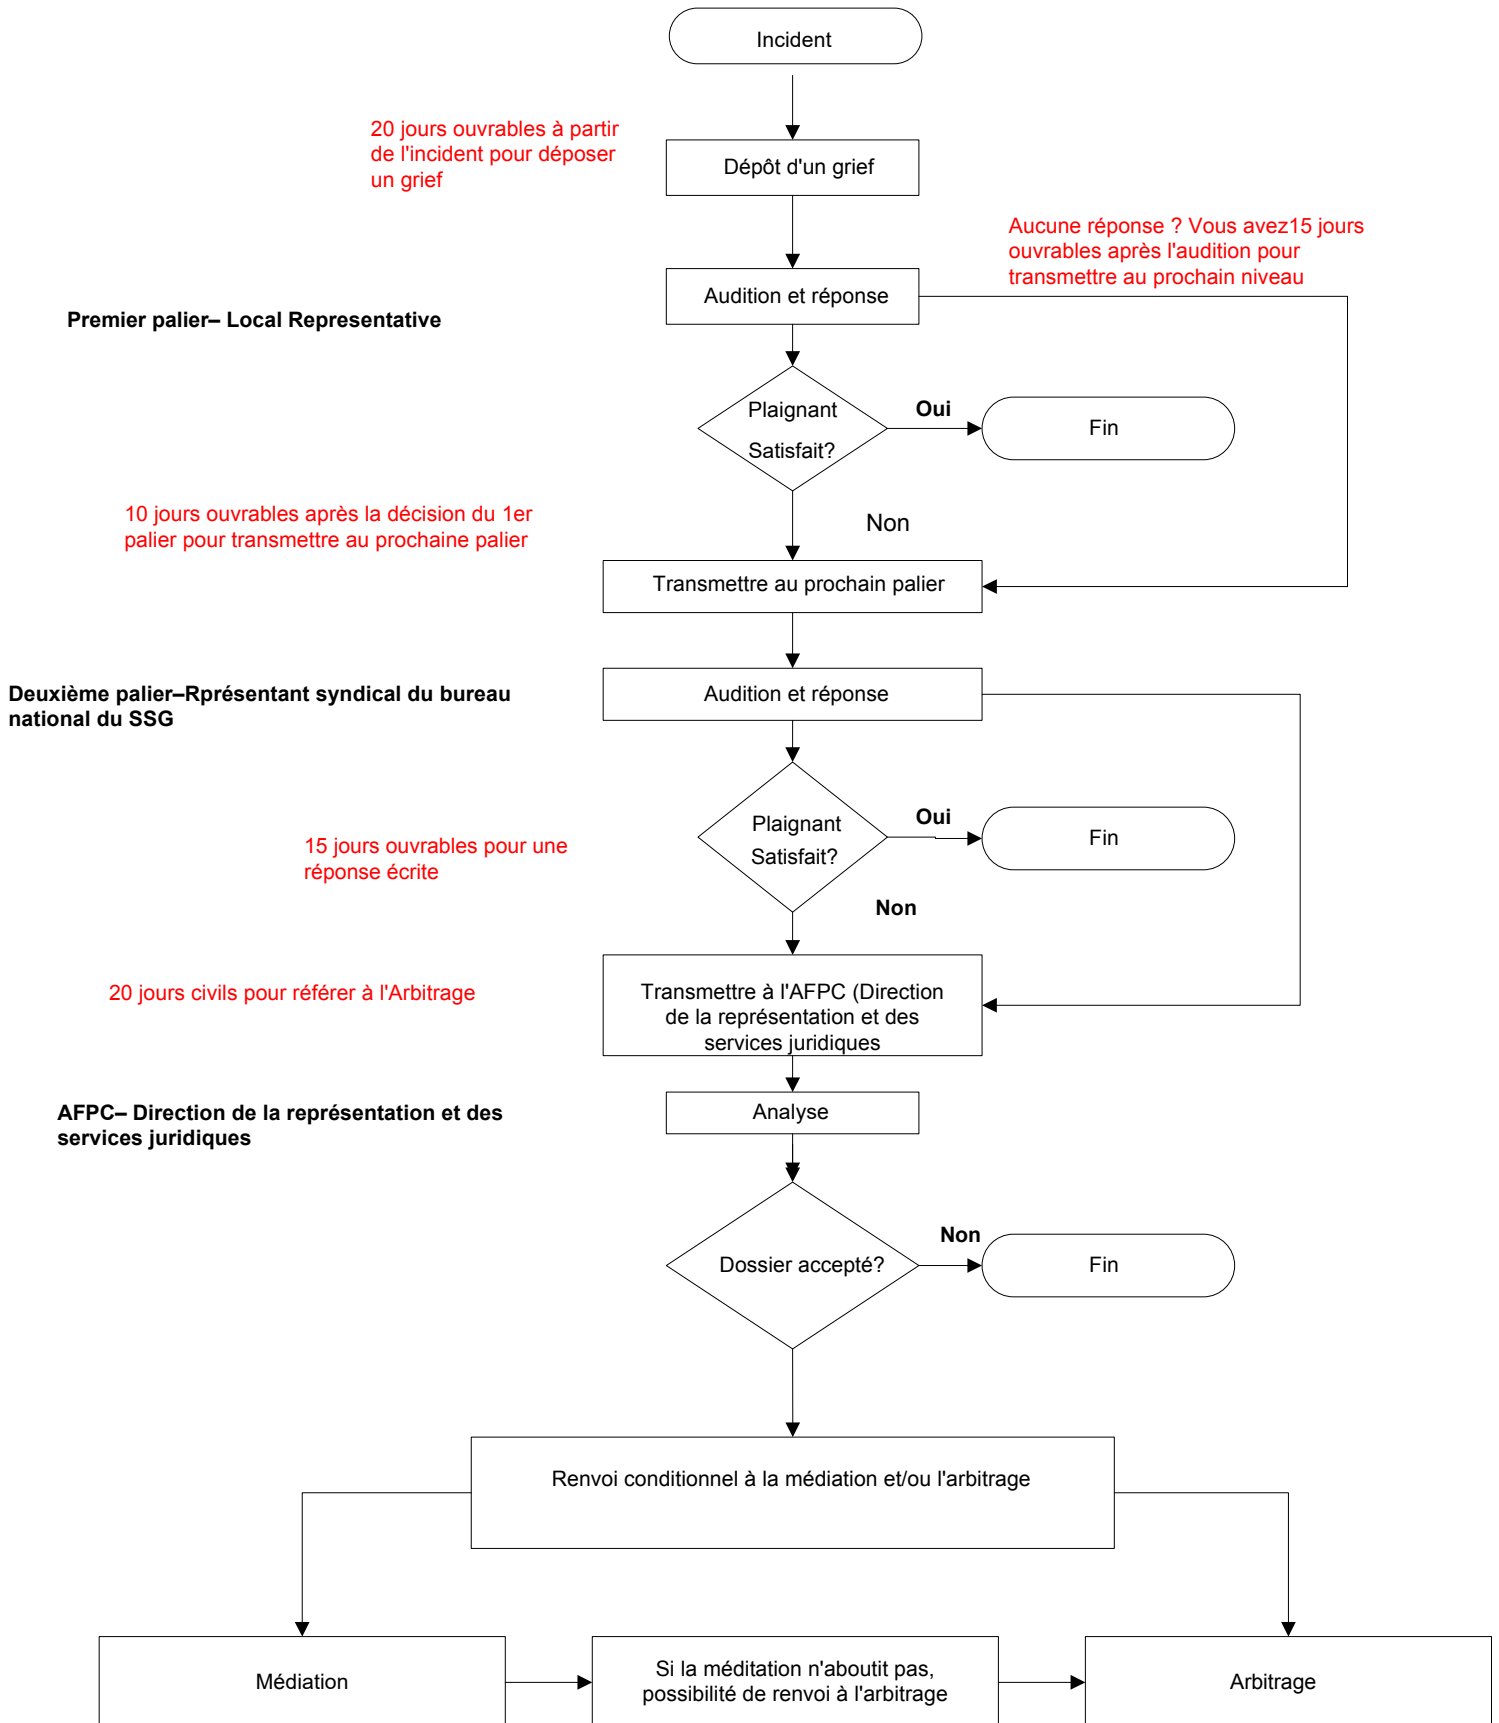 Incident
20 jours ouvrables à partir
de l'incident pour déposer
un grief
Dépôt d'un grief
Aucune réponse ? Vous avez15 jours
ouvrables après l'audition pour
transmettre au prochain niveau
Audition et réponse
Premier palier– Local Representative
Plaignant
Satisfait?
Oui
Fin
10 jours ouvrables après la décision du 1er
palier pour transmettre au prochaine palier
Non
Transmettre au prochain palier
Deuxième palier–Rprésentant syndical du bureau
national du SSG
Audition et réponse
Plaignant
Satisfait?
Oui
Fin
15 jours ouvrables pour une
réponse écrite
Non
20 jours civils pour référer à l'Arbitrage
Transmettre à l'AFPC (Direction
de la représentation et des
services juridiques
AFPC– Direction de la représentation et des
services juridiques
Analyse
Dossier accepté?
Non
Fin
Renvoi conditionnel à la médiation et/ou l'arbitrage
Médiation
Si la méditation n'aboutit pas,
possibilité de renvoi à l'arbitrage
Arbitrage